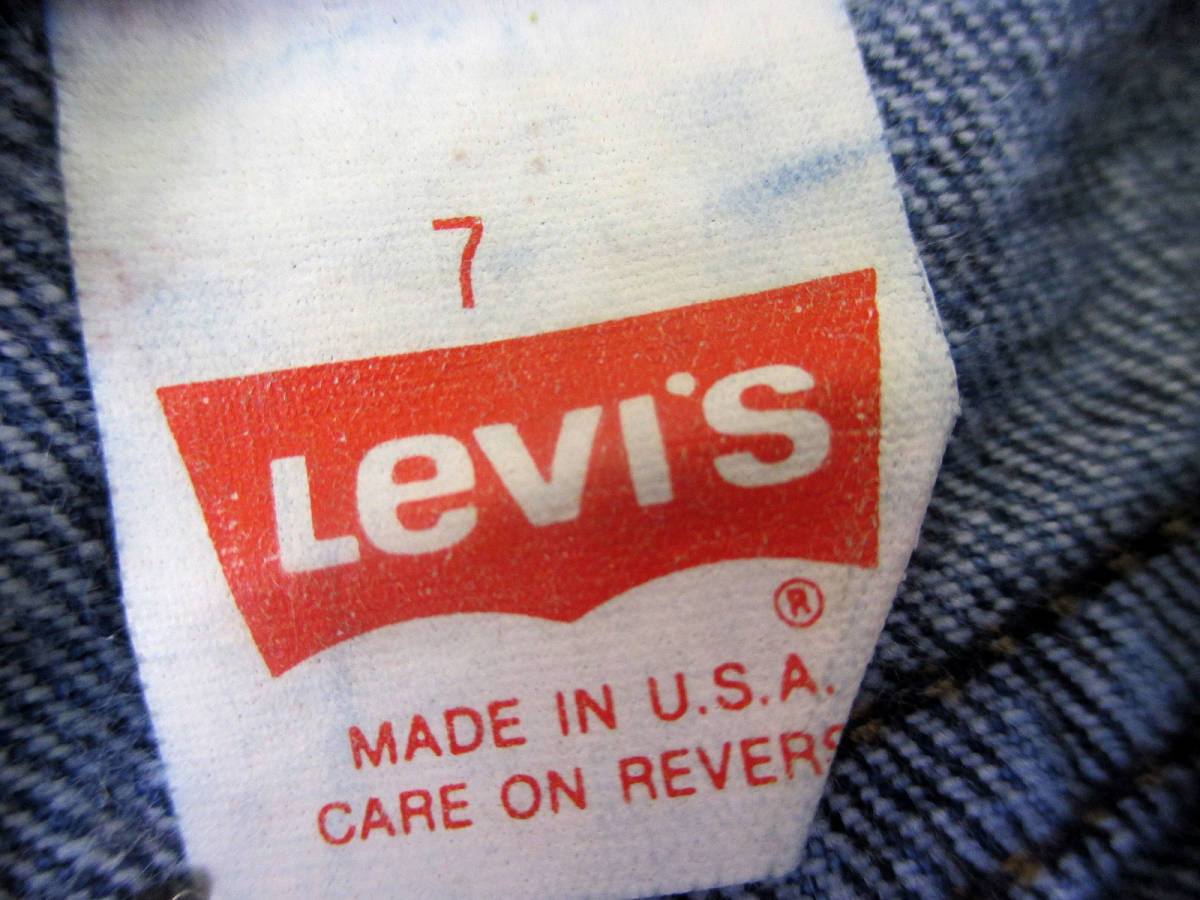 7
Levi's
®
MADE IN U.S.A.
CARE ON REVERS